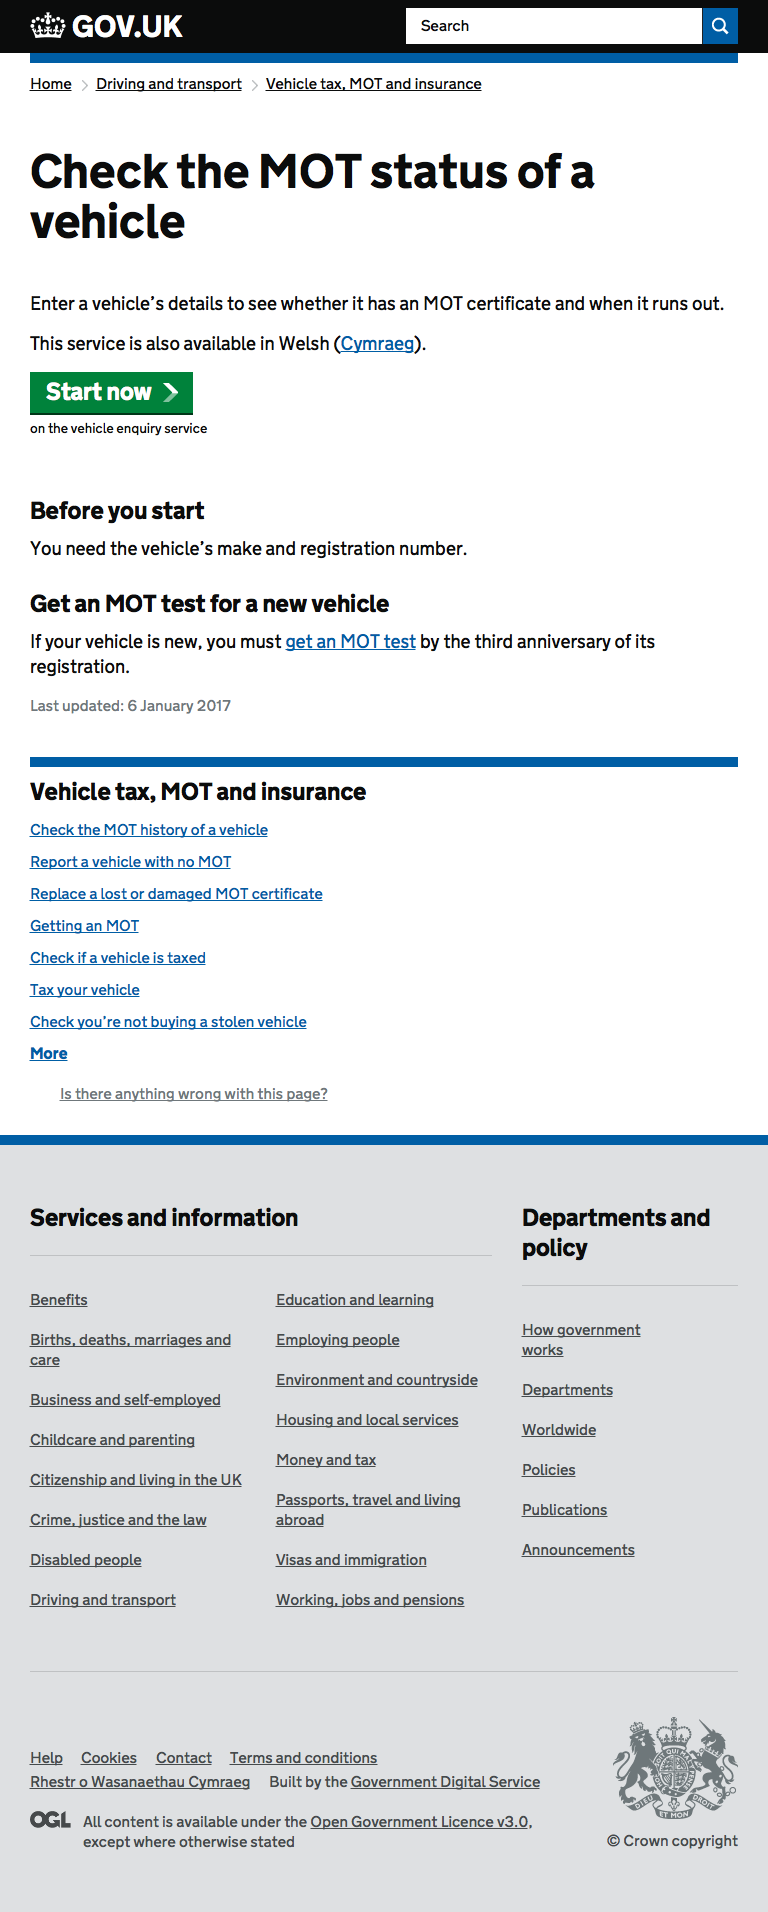 GOV.UK
Search
Home
Driving and transport
Vehicle tax, MOT and insurance
Check the MOT status of a
vehicle
Enter a vehicle’s details to see whether it has an MOT certificate and when it runs out.
This service is also available in Welsh (Cymraeg).
Start now
on the vehicle enquiry service
Before you start
You need the vehicle’s make and registration number.
Get an MOT test for a new vehicle
If your vehicle is new, you must get an MOT test by the third anniversary of its
registration.
Last updated: 6 January 2017
Vehicle tax, MOT and insurance
Check the MOT history of a vehicle
Report a vehicle with no MOT
Replace a lost or damaged MOT certificate
Getting an MOT
Check if a vehicle is taxed
Tax your vehicle
Check you’re not buying a stolen vehicle
More
Is there anything wrong with this page?
Services and information
Benefits
Births, deaths, marriages and
care
Business and self-employed
Childcare and parenting
Citizenship and living in the UK
Crime, justice and the law
Disabled people
Driving and transport
Education and learning
Employing people
Environment and countryside
Housing and local services
Money and tax
Passports, travel and living
abroad
Visas and immigration
Working, jobs and pensions
Departments and
policy
How government
works
Departments
Worldwide
Policies
Publications
Announcements
Help
Cookies
Contact
Terms and conditions
Rhestr o Wasanaethau Cymraeg
Built by the Government Digital Service
OGL
All content is available under the Open Government Licence v3.0,
except where otherwise stated
DIEU ET MON DROIT
© Crown copyright